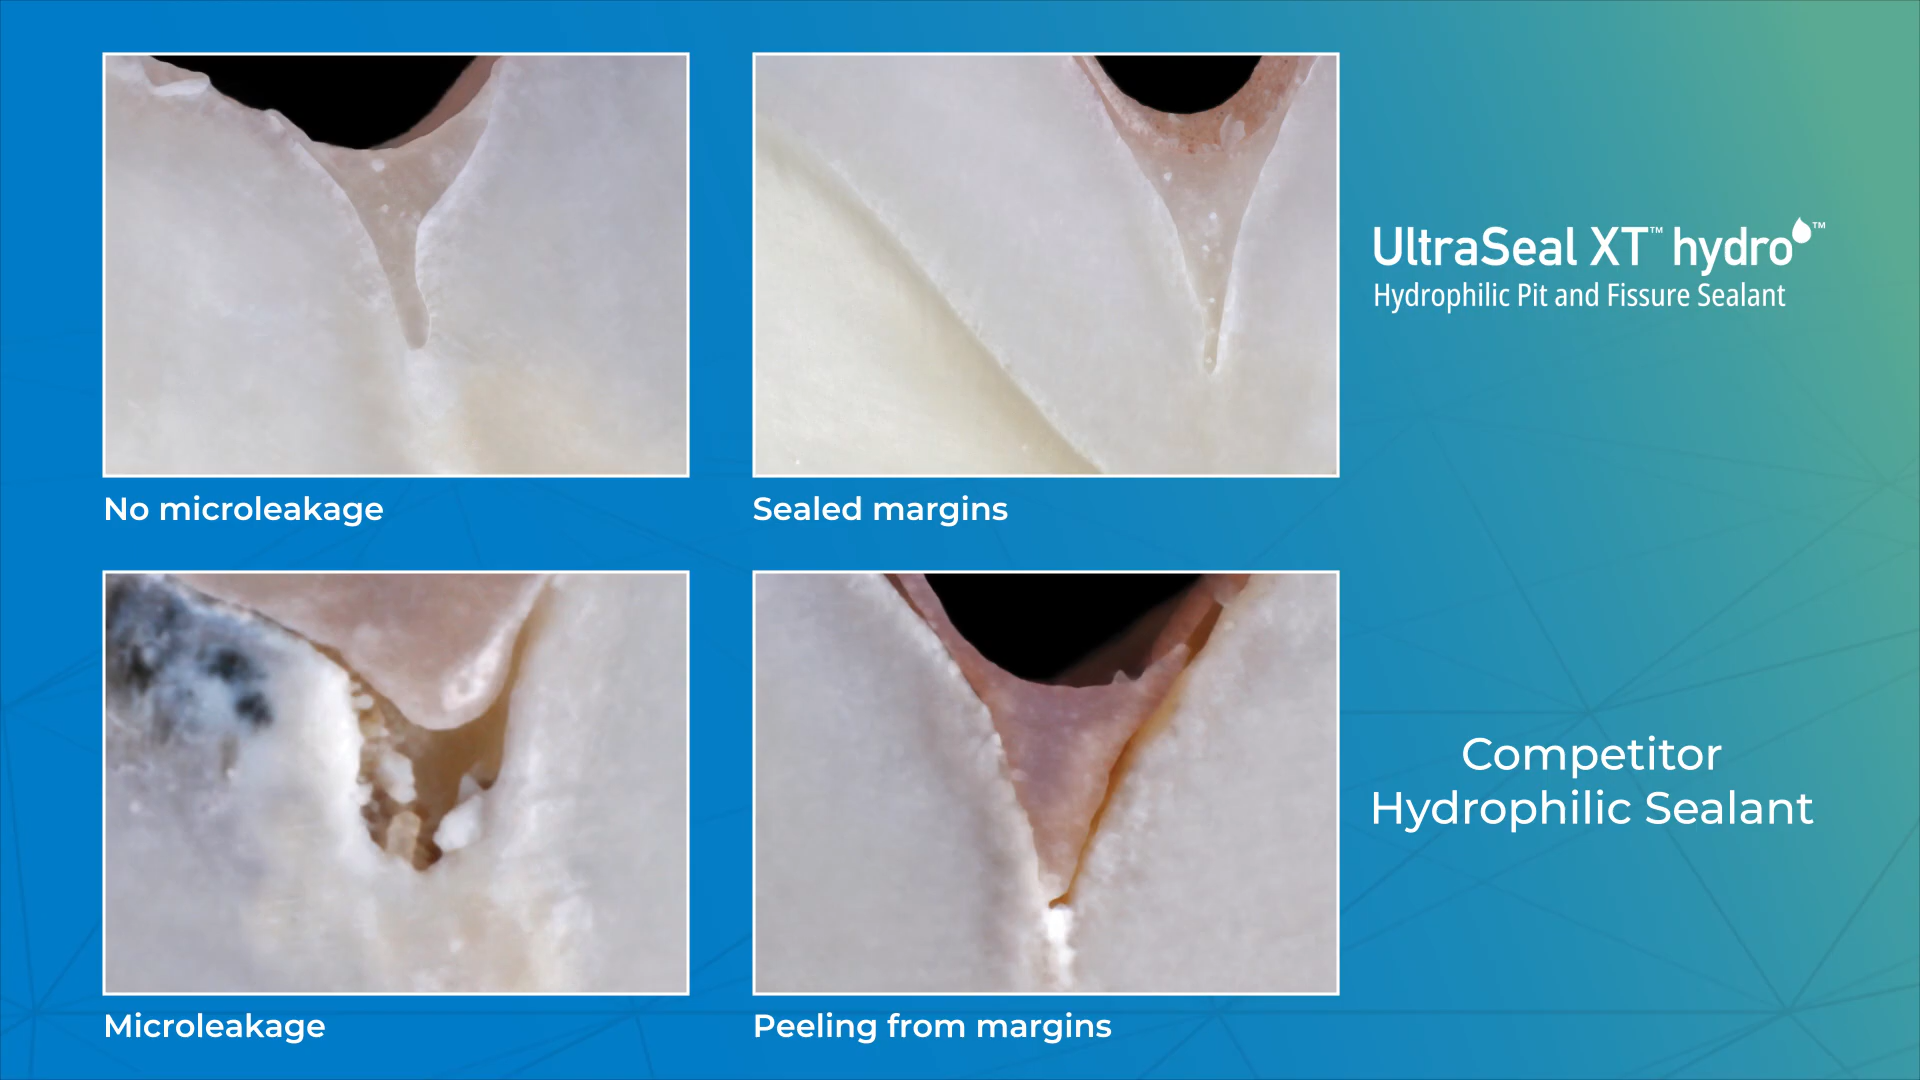 UltraSeal XT™ hydro™
Hydrophilic Pit and Fissure Sealant
No microleakage
Sealed margins
Competitor
Hydrophilic Sealant
Microleakage
Peeling from margins